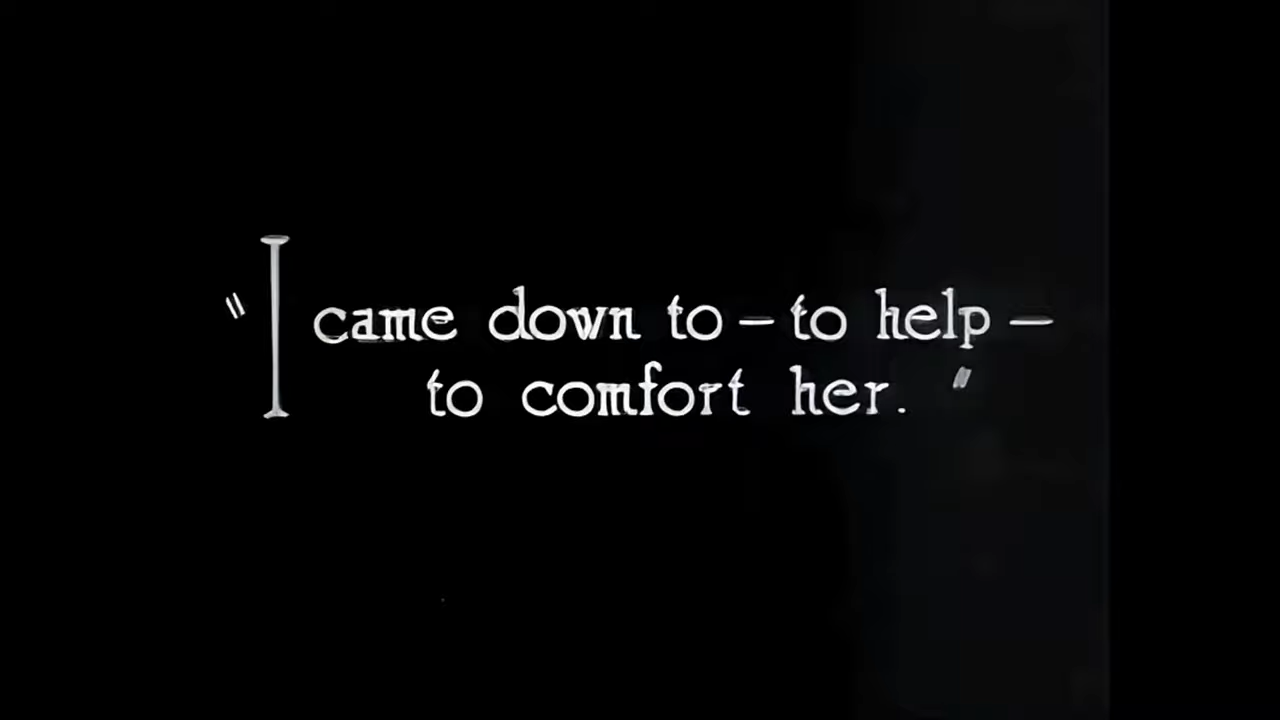 "I came down to — to help —
to comfort her."